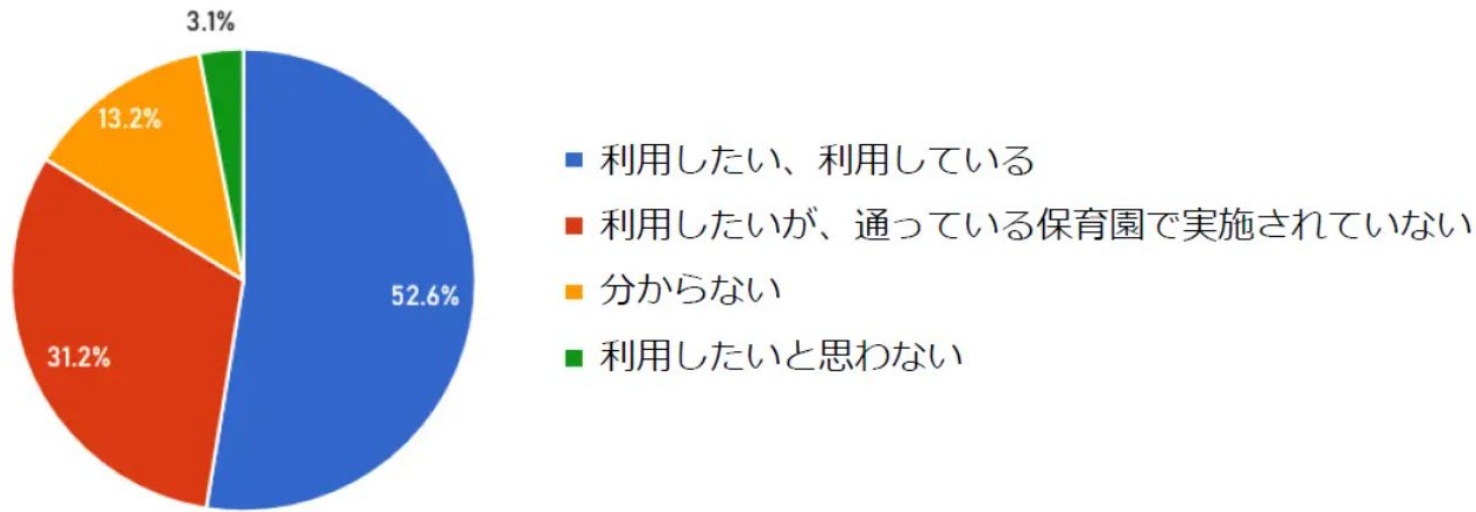 3.1%
13.2%
52.6%
31.2%
利用したい、利用している
利用したいが、通っている保育園で実施されていない
分からない
利用したいと思わない